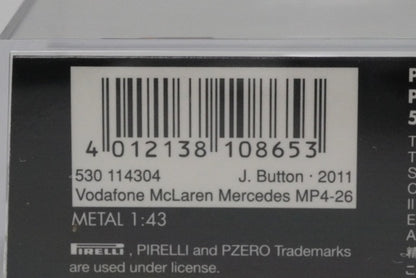 4 012138 108653
530 114304 J. Button · 2011
Vodafone McLaren Mercedes MP4-26
METAL 1:43
PIRELLI, PIRELLI and PZERO Trademarks
are used under license.